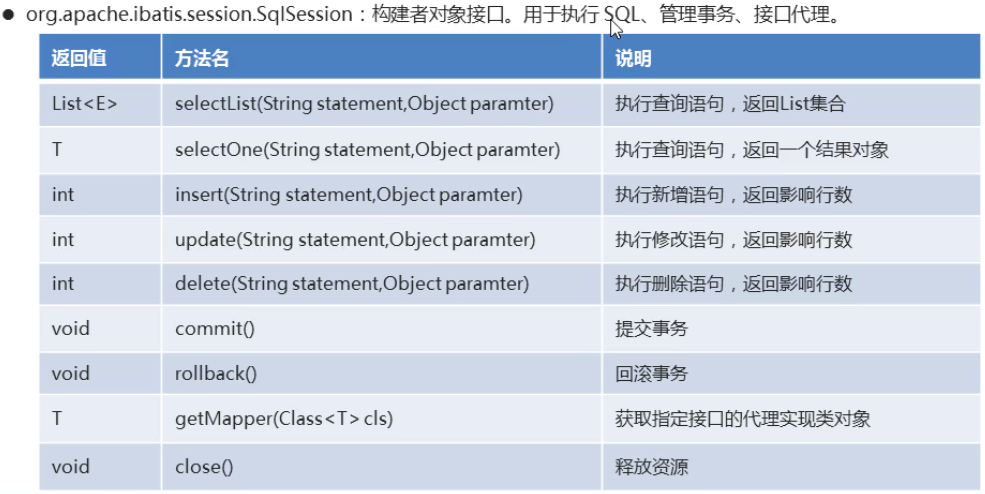 ● org.apache.ibatis.session.SqlSession：构建者对象接口。用于执行 SQL、管理事务、接口代理。
返回值 方法名 说明
List<E> selectList(String statement,Object paramter) 执行查询语句，返回List集合
T selectOne(String statement,Object paramter) 执行查询语句，返回一个结果对象
int insert(String statement,Object paramter) 执行新增语句，返回影响行数
int update(String statement,Object paramter) 执行修改语句，返回影响行数
int delete(String statement,Object paramter) 执行删除语句，返回影响行数
void commit() 提交事务
void rollback() 回滚事务
T getMapper(Class<T> cls) 获取指定接口的代理实现类对象
void close() 释放资源